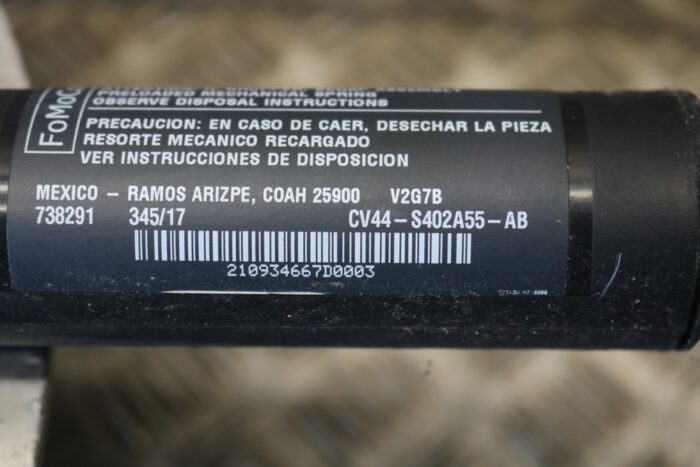 FoMoC
PRELOADED MECHANICAL SPRING
OBSERVE DISPOSAL INSTRUCTIONS
PRECAUCION: EN CASO DE CAER, DESECHAR LA PIEZA
RESORTE MECANICO RECARGADO
VER INSTRUCCIONES DE DISPOSICION
MEXICO – RAMOS ARIZPE, COAH 25900 V2G7B
738291 345/17 CV44–S402A55–AB
210934667D0003